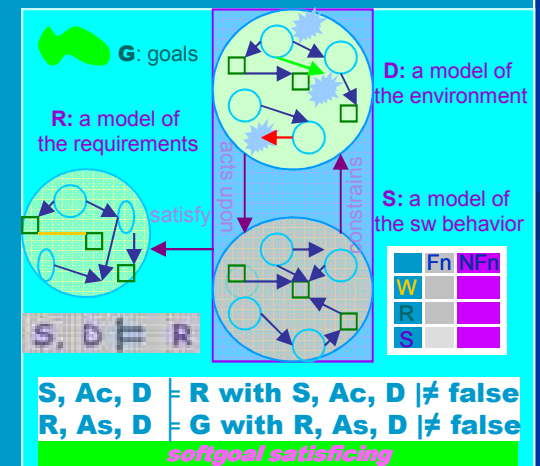 G: goals
D: a model of
the environment
R: a model of
the requirements
acts upon
constrains
satisfy
S: a model of
the sw behavior
Fn NFn
W
R
S
S, D ⊨ R
S, Ac, D ⊨ R with S, Ac, D |≠ false
R, As, D ⊨ G with R, As, D |≠ false
softgoal satisficing